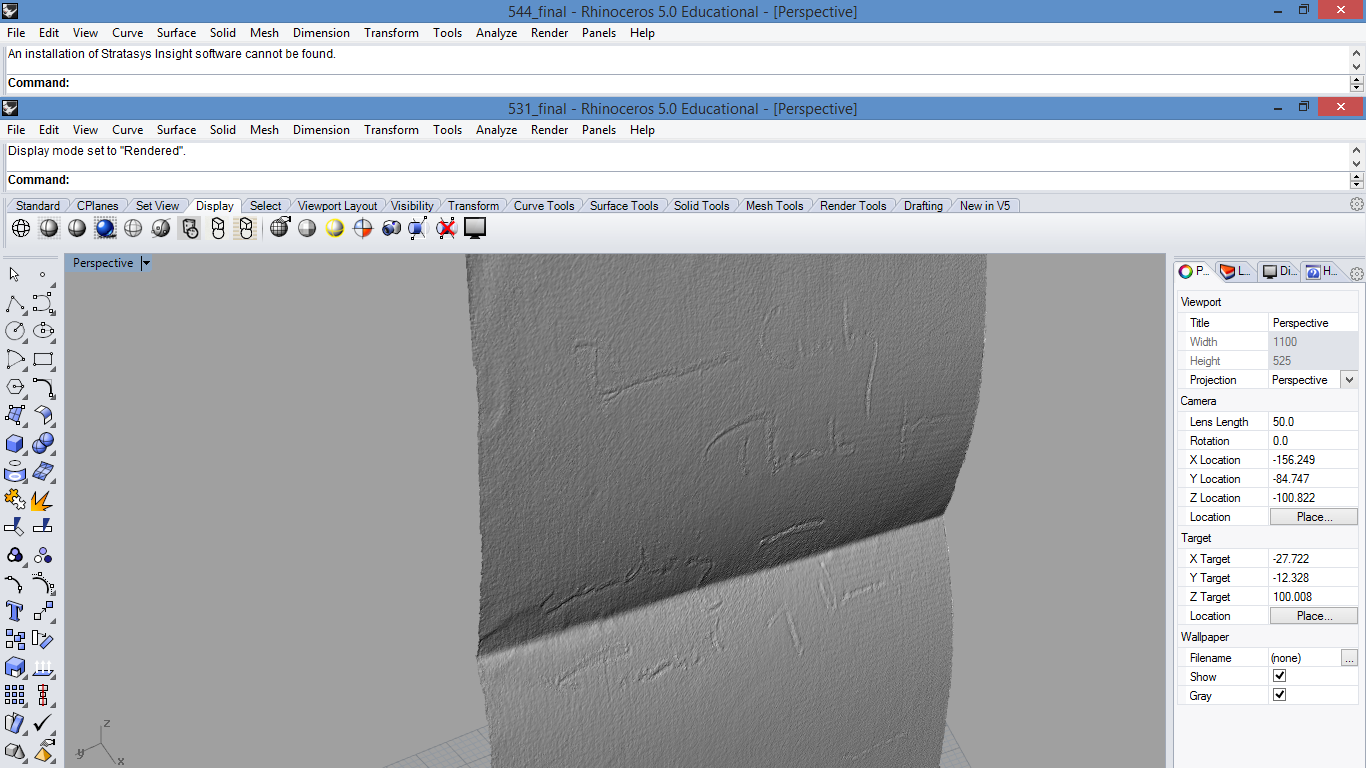 544_final - Rhinoceros 5.0 Educational - [Perspective]
File Edit View Curve Surface Solid Mesh Dimension Transform Tools Analyze Render Panels Help
An installation of Stratasys Insight software cannot be found.
Command:
531_final - Rhinoceros 5.0 Educational - [Perspective]
File Edit View Curve Surface Solid Mesh Dimension Transform Tools Analyze Render Panels Help
Display mode set to "Rendered".
Command:
Standard CPlanes Set View Display Select Viewport Layout Visibility Transform Curve Tools Surface Tools Solid Tools Mesh Tools Render Tools Drafting New in V5
Perspective
P... L... Di... H...
Viewport
Title Perspective
Width 1100
Height 525
Projection Perspective
Camera
Lens Length 50.0
Rotation 0.0
X Location -156.249
Y Location -84.747
Z Location -100.822
Location Place...
Target
X Target -27.722
Y Target -12.328
Z Target 100.008
Location Place...
Wallpaper
Filename (none) ...
Show
Gray
z
y
x